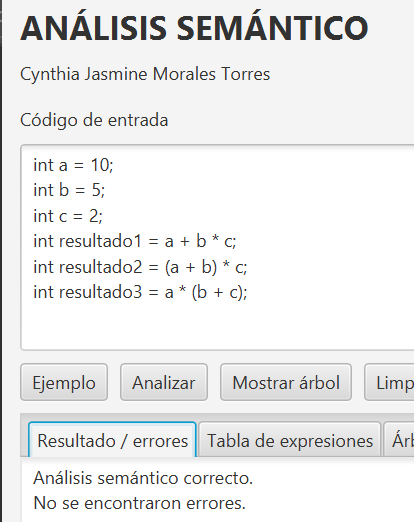 ANÁLISIS SEMÁNTICO
Cynthia Jasmine Morales Torres
Código de entrada
int a = 10;
int b = 5;
int c = 2;
int resultado1 = a + b * c;
int resultado2 = (a + b) * c;
int resultado3 = a * (b + c);
Ejemplo Analizar Mostrar árbol Limp
Resultado / errores Tabla de expresiones Árb
Análisis semántico correcto.
No se encontraron errores.